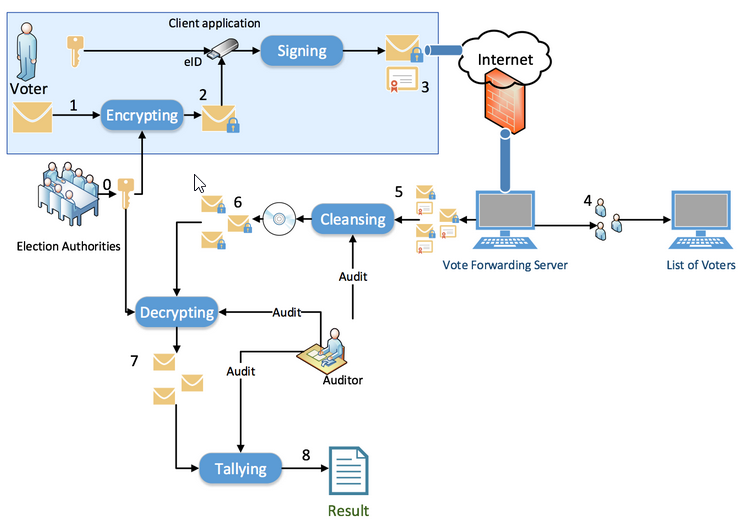 Client application
Voter
eID
Signing
Internet
1
Encrypting
2
3
0
Election Authorities
6
Cleansing
5
4
Vote Forwarding Server
List of Voters
Audit
Decrypting
Audit
7
Audit
Auditor
Tallying
8
Result